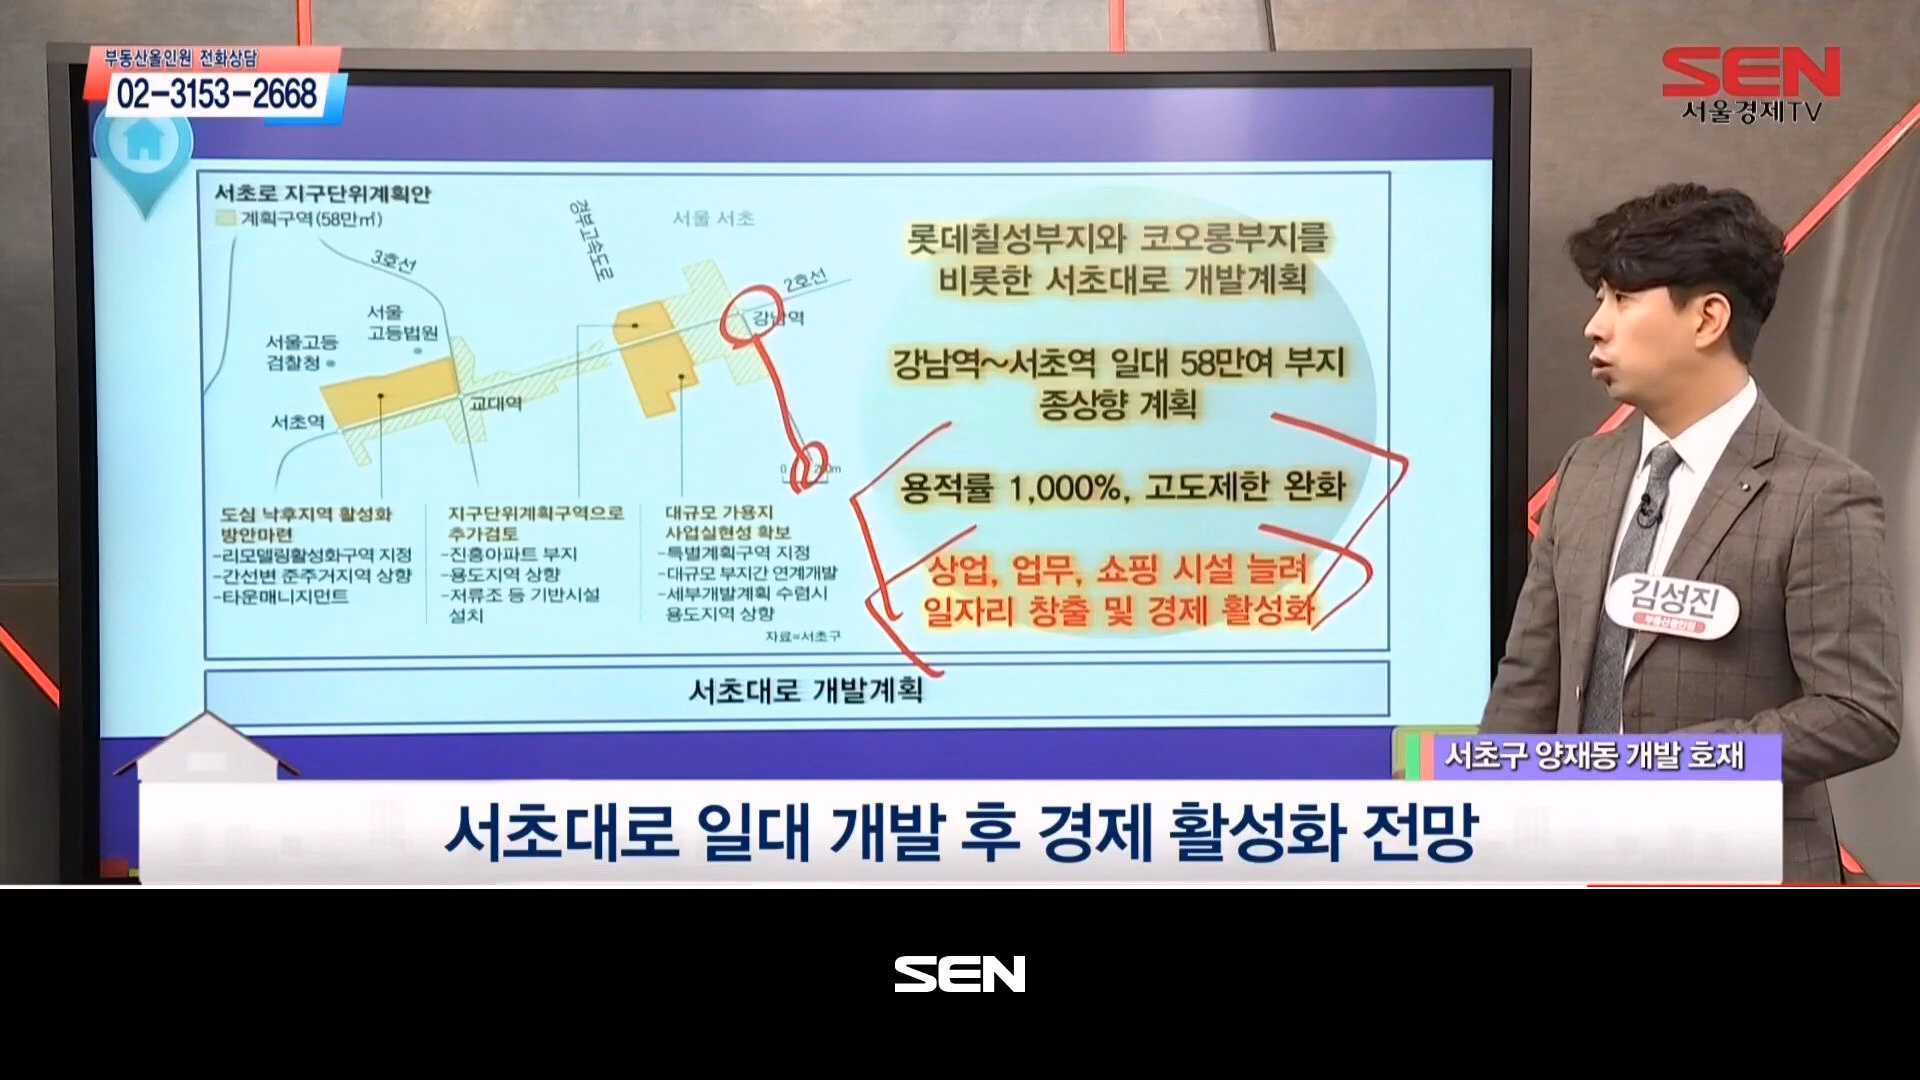 부동산올인원 전화상담
02-3153-2668
SEN
서울경제TV
서초로 지구단위계획안
계획구역(58만㎡)
경부고속도로
서울 서초
3호선
2호선
서울
고등법원
강남역
서울고등
검찰청
교대역
서초역
0
도심 낙후지역 활성화
방안마련
-리모델링활성화구역 지정
-간선변 준주거지역 상향
-타운매니지먼트
지구단위계획구역으로
추가검토
-진흥아파트 부지
-용도지역 상향
-저류조 등 기반시설
설치
대규모 가용지
사업실현성 확보
-특별계획구역 지정
-대규모 부지간 연계개발
-세부개발계획 수렴시
용도지역 상향
자료=서초구
롯데칠성부지와 코오롱부지를
비롯한 서초대로 개발계획
강남역~서초역 일대 58만여 부지
종상향 계획
용적률 1,000%, 고도제한 완화
상업, 업무, 쇼핑 시설 늘려
일자리 창출 및 경제 활성화
서초대로 개발계획
김성진
부동산올인원
서초구 양재동 개발 호재
서초대로 일대 개발 후 경제 활성화 전망
SEN